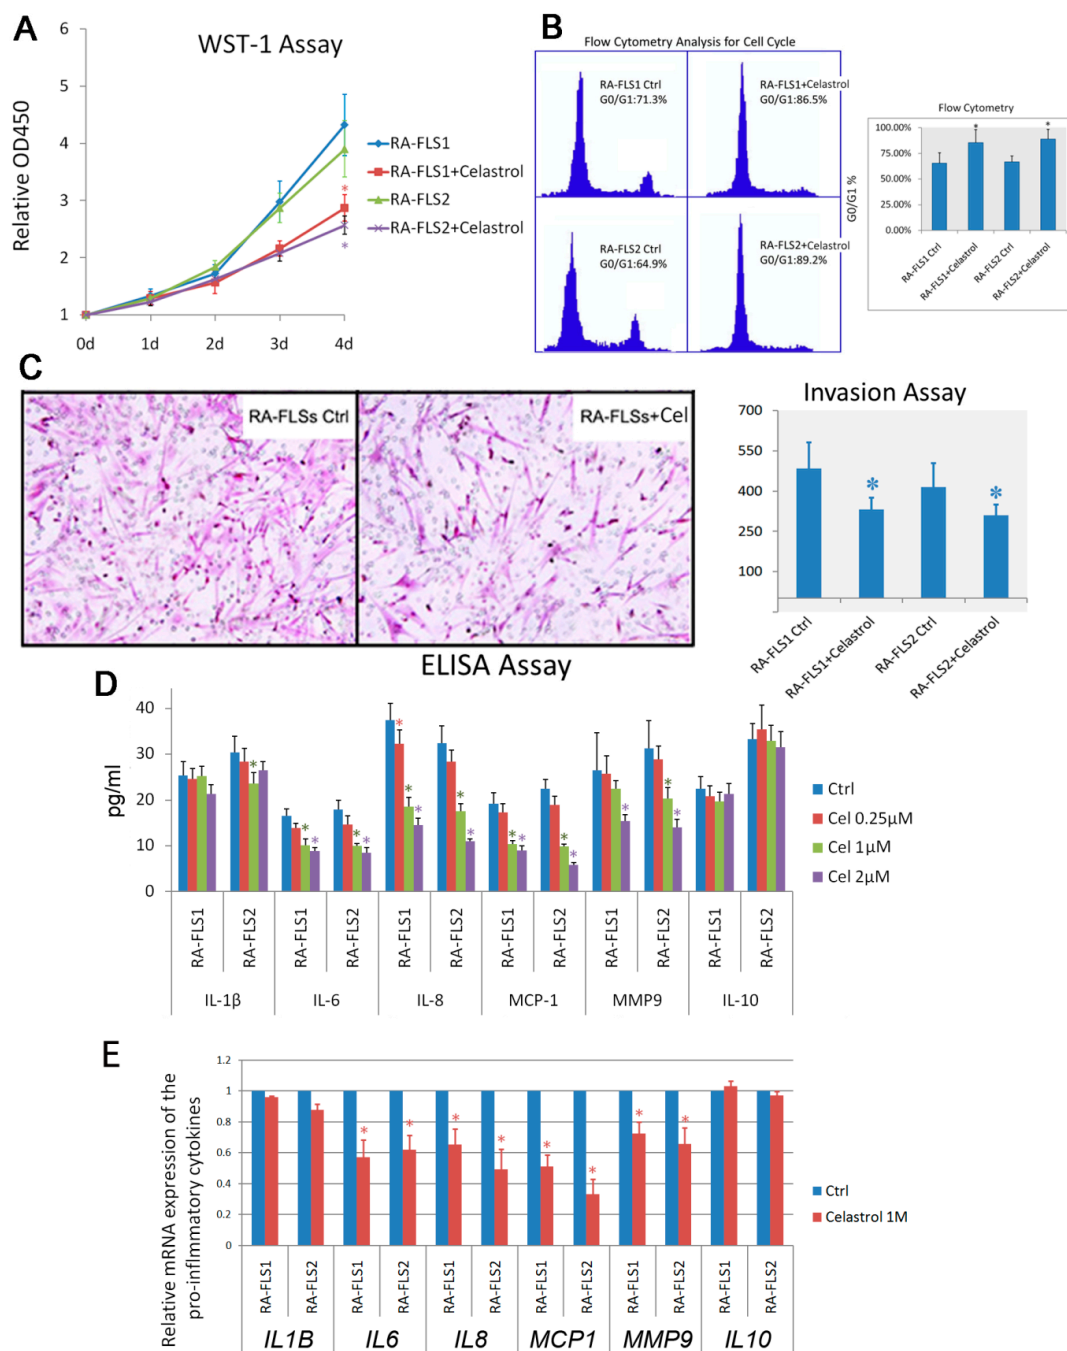 A
WST-1 Assay
Relative OD450
6
5
4
3
2
1
0d 1d 2d 3d 4d
*
*
RA-FLS1
RA-FLS1+Celastrol
RA-FLS2
RA-FLS2+Celastrol
B
Flow Cytometry Analysis for Cell Cycle
RA-FLS1 Ctrl
G0/G1:71.3%
RA-FLS1+Celastrol
G0/G1:86.5%
RA-FLS2 Ctrl
G0/G1:64.9%
RA-FLS2+Celastrol
G0/G1:89.2%
Flow Cytometry
G0/G1 %
100.00%
75.00%
50.00%
25.00%
0.00%
* *
RA-FLS1 Ctrl
RA-FLS1+Celastrol
RA-FLS2 Ctrl
RA-FLS2+Celastrol
C
RA-FLSs Ctrl
RA-FLSs+Cel
Invasion Assay
700
550
400
250
100
* *
RA-FLS1 Ctrl
RA-FLS1+Celastrol
RA-FLS2 Ctrl
RA-FLS2+Celastrol
D
ELISA Assay
pg/ml
40
30
20
10
0
* * * * * * * * * * * * * * * * *
RA-FLS1 RA-FLS2 RA-FLS1 RA-FLS2 RA-FLS1 RA-FLS2 RA-FLS1 RA-FLS2 RA-FLS1 RA-FLS2 RA-FLS1 RA-FLS2
IL-1β IL-6 IL-8 MCP-1 MMP9 IL-10
Ctrl
Cel 0.25μM
Cel 1μM
Cel 2μM
E
Relative mRNA expression of the
pro-inflmmatory cytokines
1.2
1
0.8
0.6
0.4
0.2
0
* * * * * * * *
RA-FLS1 RA-FLS2 RA-FLS1 RA-FLS2 RA-FLS1 RA-FLS2 RA-FLS1 RA-FLS2 RA-FLS1 RA-FLS2 RA-FLS1 RA-FLS2
IL1B IL6 IL8 MCP1 MMP9 IL10
Ctrl
Celastrol 1M